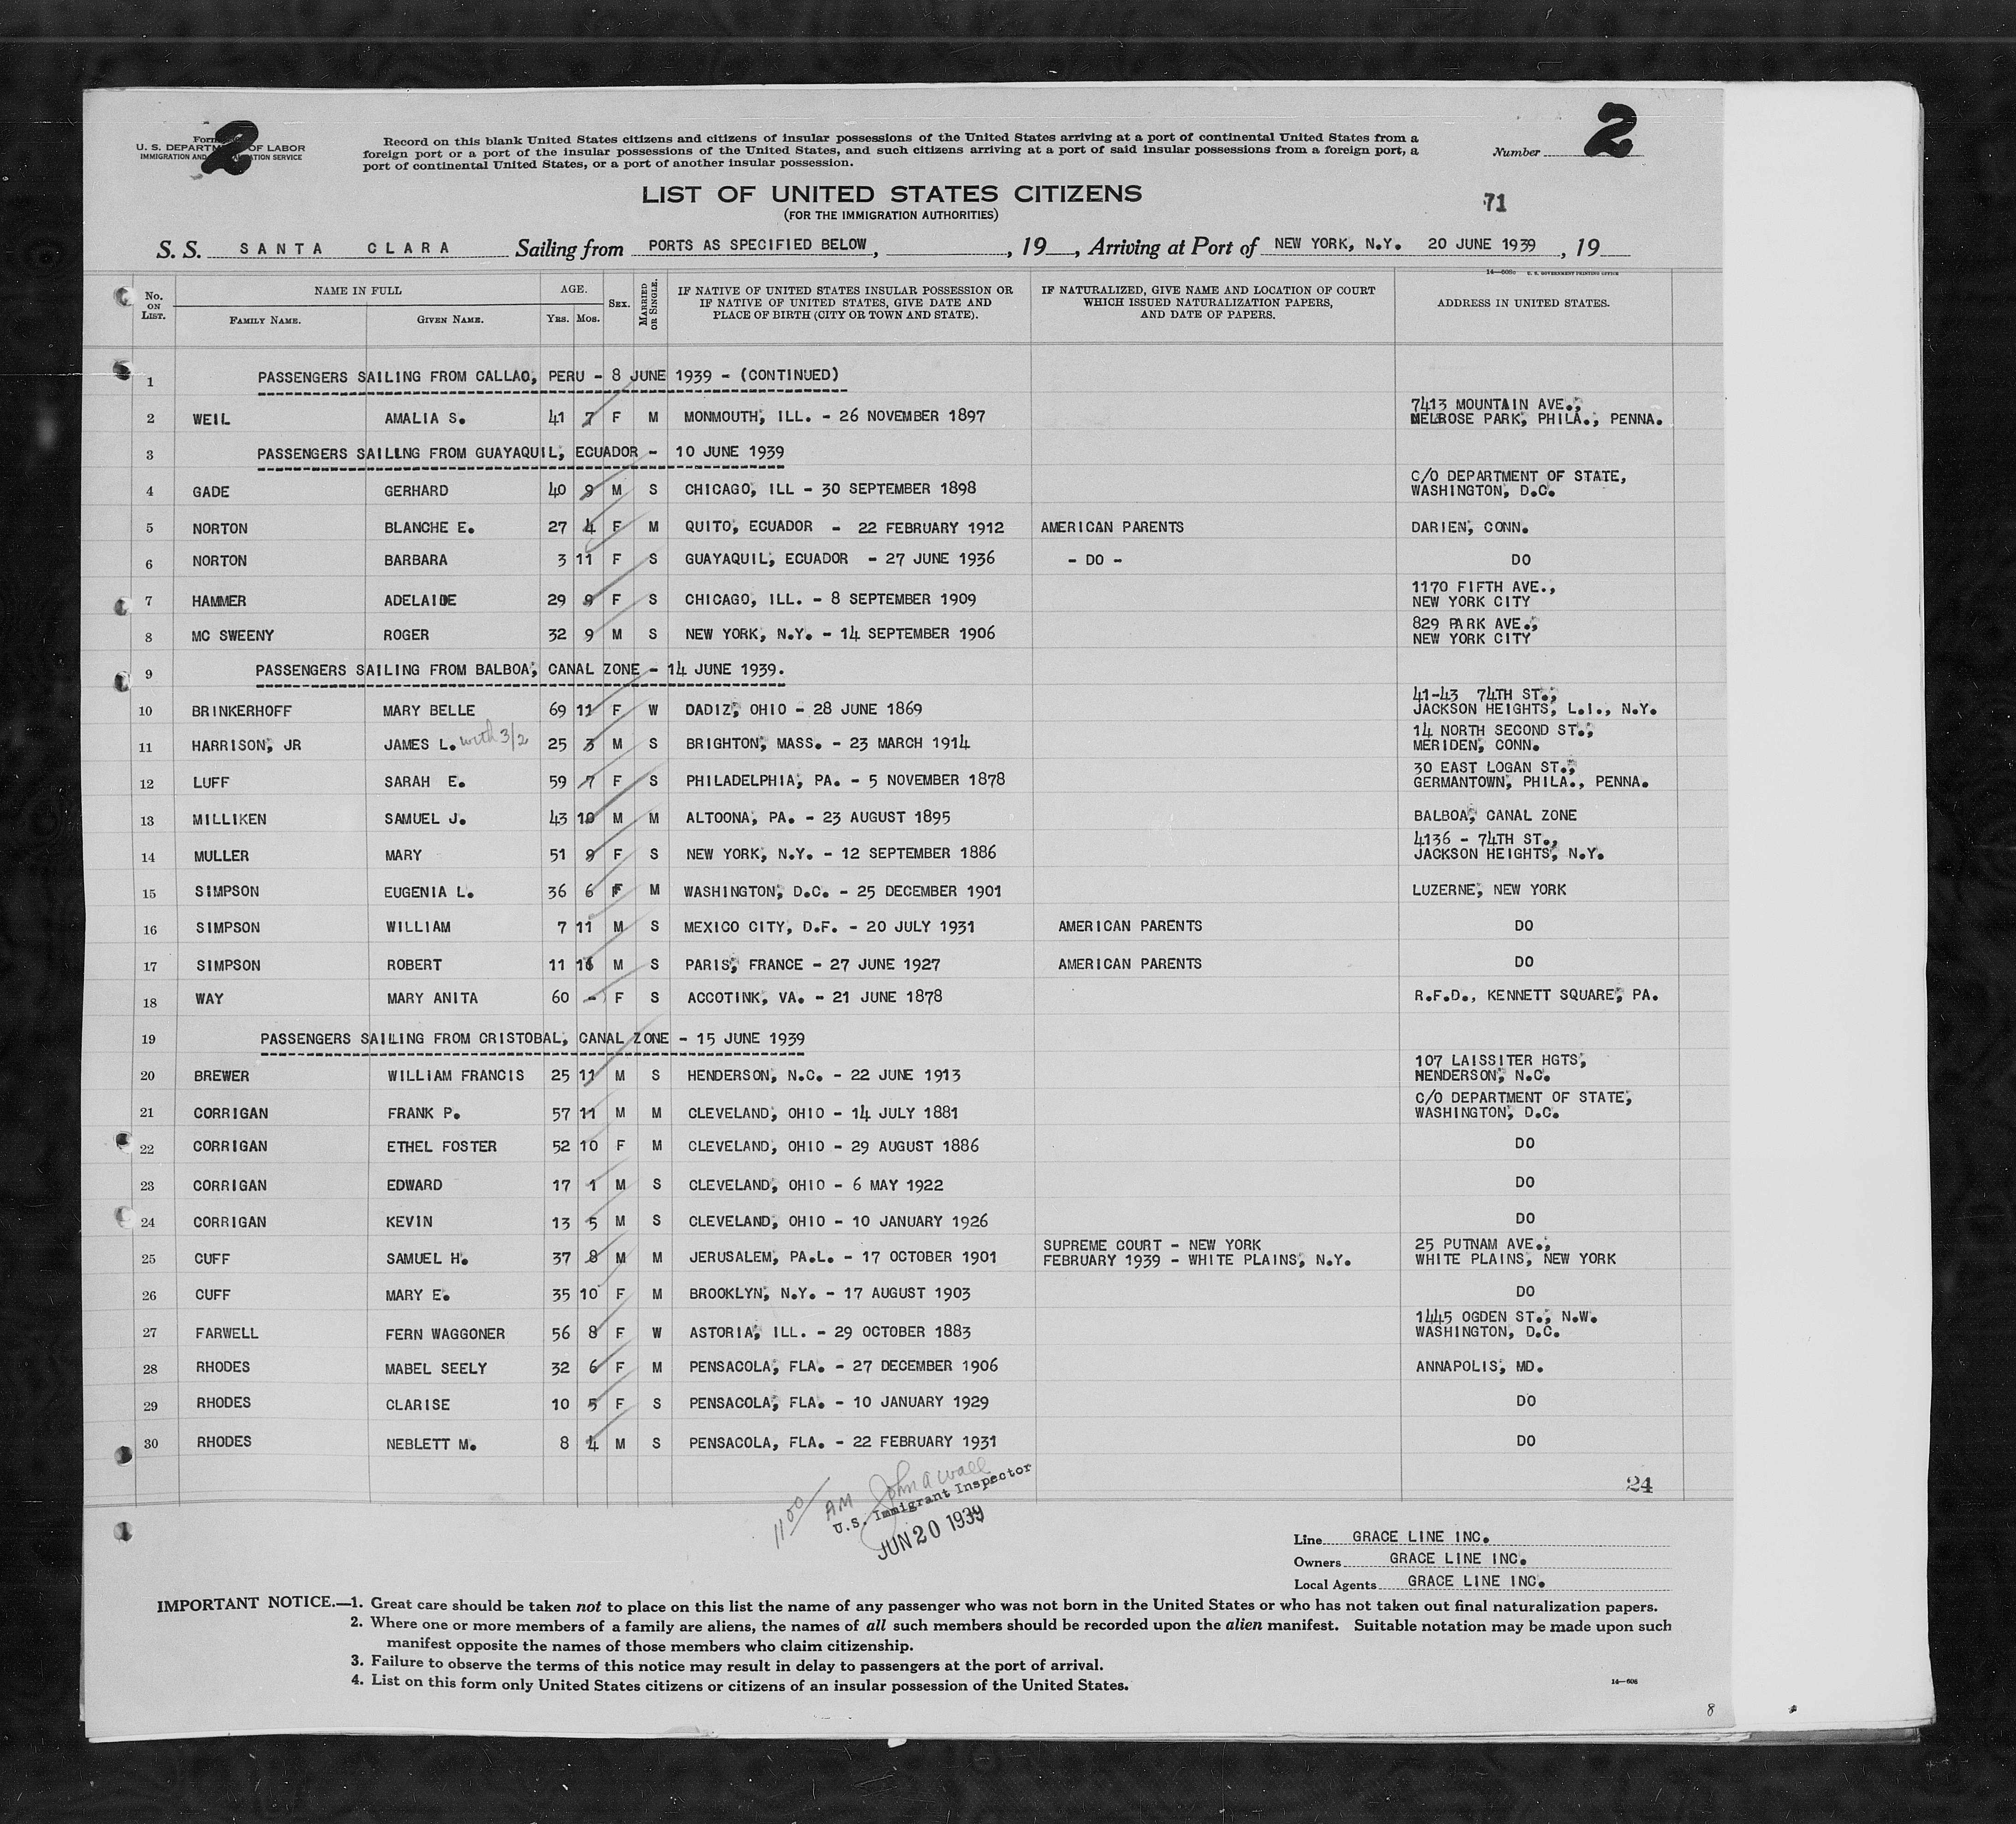 2
Form
U. S. DEPARTM OF LABOR
IMMIGRATION AND ATION SERVICE
Record on this blank United States citizens and citizens of insular possessions of the United States arriving at a port of continental United States from a
foreign port or a port of the insular possessions of the United States, and such citizens arriving at a port of said insular possessions from a foreign port, a
port of continental United States, or a port of another insular possession.
Number 2
LIST OF UNITED STATES CITIZENS
(FOR THE IMMIGRATION AUTHORITIES)
71
S. S. SANTA CLARA Sailing from PORTS AS SPECIFIED BELOW, , 19 , Arriving at Port of NEW YORK, N.Y. 20 JUNE 1939 , 19
14—608c U. S. GOVERNMENT PRINTING OFFICE
No. ON LIST.
NAME IN FULL
FAMILY NAME. GIVEN NAME.
AGE.
YRS. MOS.
SEX.
MARRIED OR SINGLE.
IF NATIVE OF UNITED STATES INSULAR POSSESSION OR
IF NATIVE OF UNITED STATES, GIVE DATE AND
PLACE OF BIRTH (CITY OR TOWN AND STATE).
IF NATURALIZED, GIVE NAME AND LOCATION OF COURT
WHICH ISSUED NATURALIZATION PAPERS,
AND DATE OF PAPERS.
ADDRESS IN UNITED STATES.
1 PASSENGERS SAILING FROM CALLAO, PERU - 8 JUNE 1939 - (CONTINUED)
2 WEIL AMALIA S. 41 7 F M MONMOUTH, ILL. - 26 NOVEMBER 1897 7413 MOUNTAIN AVE.,
MELROSE PARK, PHILA., PENNA.
3 PASSENGERS SAILING FROM GUAYAQUIL, ECUADOR - 10 JUNE 1939
4 GADE GERHARD 40 9 M S CHICAGO, ILL - 30 SEPTEMBER 1898 C/O DEPARTMENT OF STATE,
WASHINGTON, D.C.
5 NORTON BLANCHE E. 27 4 F M QUITO, ECUADOR - 22 FEBRUARY 1912 AMERICAN PARENTS DARIEN, CONN.
6 NORTON BARBARA 3 11 F S GUAYAQUIL, ECUADOR - 27 JUNE 1936 - DO - DO
7 HAMMER ADELAIDE 29 9 F S CHICAGO, ILL. - 8 SEPTEMBER 1909 1170 FIFTH AVE.,
NEW YORK CITY
8 MC SWEENY ROGER 32 9 M S NEW YORK, N.Y. - 14 SEPTEMBER 1906 829 PARK AVE.,
NEW YORK CITY
9 PASSENGERS SAILING FROM BALBOA, CANAL ZONE - 14 JUNE 1939.
10 BRINKERHOFF MARY BELLE 69 11 F W DADIZ, OHIO - 28 JUNE 1869 41-43 74TH ST.,
JACKSON HEIGHTS, L.I., N.Y.
11 HARRISON, JR JAMES L. with 3/2 25 3 M S BRIGHTON, MASS. - 23 MARCH 1914 14 NORTH SECOND ST.,
MERIDEN, CONN.
12 LUFF SARAH E. 59 7 F S PHILADELPHIA, PA. - 5 NOVEMBER 1878 30 EAST LOGAN ST.,
GERMANTOWN, PHILA., PENNA.
13 MILLIKEN SAMUEL J. 43 10 M M ALTOONA, PA. - 23 AUGUST 1895 BALBOA, CANAL ZONE
14 MULLER MARY 51 9 F S NEW YORK, N.Y. - 12 SEPTEMBER 1886 4136 - 74TH ST.,
JACKSON HEIGHTS, N.Y.
15 SIMPSON EUGENIA L. 36 6 F M WASHINGTON, D.C. - 25 DECEMBER 1901 LUZERNE, NEW YORK
16 SIMPSON WILLIAM 7 11 M S MEXICO CITY, D.F. - 20 JULY 1931 AMERICAN PARENTS DO
17 SIMPSON ROBERT 11 M S PARIS, FRANCE - 27 JUNE 1927 AMERICAN PARENTS DO
18 WAY MARY ANITA 60 - F S ACCOTINK, VA. - 21 JUNE 1878 R.F.D., KENNETT SQUARE, PA.
19 PASSENGERS SAILING FROM CRISTOBAL, CANAL ZONE - 15 JUNE 1939
20 BREWER WILLIAM FRANCIS 25 11 M S HENDERSON, N.C. - 22 JUNE 1913 107 LAISSITER HGTS,
HENDERSON, N.C.
21 CORRIGAN FRANK P. 57 11 M M CLEVELAND, OHIO - 14 JULY 1881 C/O DEPARTMENT OF STATE,
WASHINGTON, D.C.
22 CORRIGAN ETHEL FOSTER 52 10 F M CLEVELAND, OHIO - 29 AUGUST 1886 DO
23 CORRIGAN EDWARD 17 1 M S CLEVELAND, OHIO - 6 MAY 1922 DO
24 CORRIGAN KEVIN 13 5 M S CLEVELAND, OHIO - 10 JANUARY 1926 DO
25 CUFF SAMUEL H. 37 8 M M JERUSALEM, PA.L. - 17 OCTOBER 1901 SUPREME COURT - NEW YORK 25 PUTNAM AVE.,
FEBRUARY 1939 - WHITE PLAINS, N.Y. WHITE PLAINS, NEW YORK
26 CUFF MARY E. 35 10 F M BROOKLYN, N.Y. - 17 AUGUST 1903 DO
27 FARWELL FERN WAGGONER 56 8 F W ASTORIA, ILL. - 29 OCTOBER 1883 1445 OGDEN ST., N.W.
WASHINGTON, D.C.
28 RHODES MABEL SEELY 32 6 F M PENSACOLA, FLA. - 27 DECEMBER 1906 ANNAPOLIS, MD.
29 RHODES CLARISE 10 5 F S PENSACOLA, FLA. - 10 JANUARY 1929 DO
30 RHODES NEBLETT M. 8 4 M S PENSACOLA, FLA. - 22 FEBRUARY 1931 DO
24
11 00 AM John A Wall
U.S. Immigrant Inspector
JUN 20 1939
Line GRACE LINE INC.
Owners GRACE LINE INC.
Local Agents GRACE LINE INC.
IMPORTANT NOTICE.—1. Great care should be taken not to place on this list the name of any passenger who was not born in the United States or who has not taken out final naturalization papers.
2. Where one or more members of a family are aliens, the names of all such members should be recorded upon the alien manifest. Suitable notation may be made upon such
manifest opposite the names of those members who claim citizenship.
3. Failure to observe the terms of this notice may result in delay to passengers at the port of arrival.
4. List on this form only United States citizens or citizens of an insular possession of the United States.
14—608
8